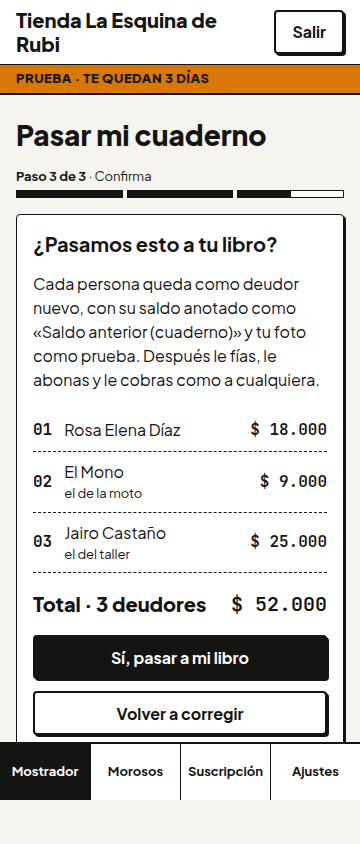 Tienda La Esquina de
Rubi
Salir
PRUEBA · TE QUEDAN 3 DÍAS
Pasar mi cuaderno
Paso 3 de 3 · Confirma
¿Pasamos esto a tu libro?
Cada persona queda como deudor
nuevo, con su saldo anotado como
«Saldo anterior (cuaderno)» y tu foto
como prueba. Después le fías, le
abonas y le cobras como a cualquiera.
01 Rosa Elena Díaz $ 18.000
02 El Mono $ 9.000
el de la moto
03 Jairo Castaño $ 25.000
el del taller
Total · 3 deudores $ 52.000
Sí, pasar a mi libro
Volver a corregir
Mostrador Morosos Suscripción Ajustes